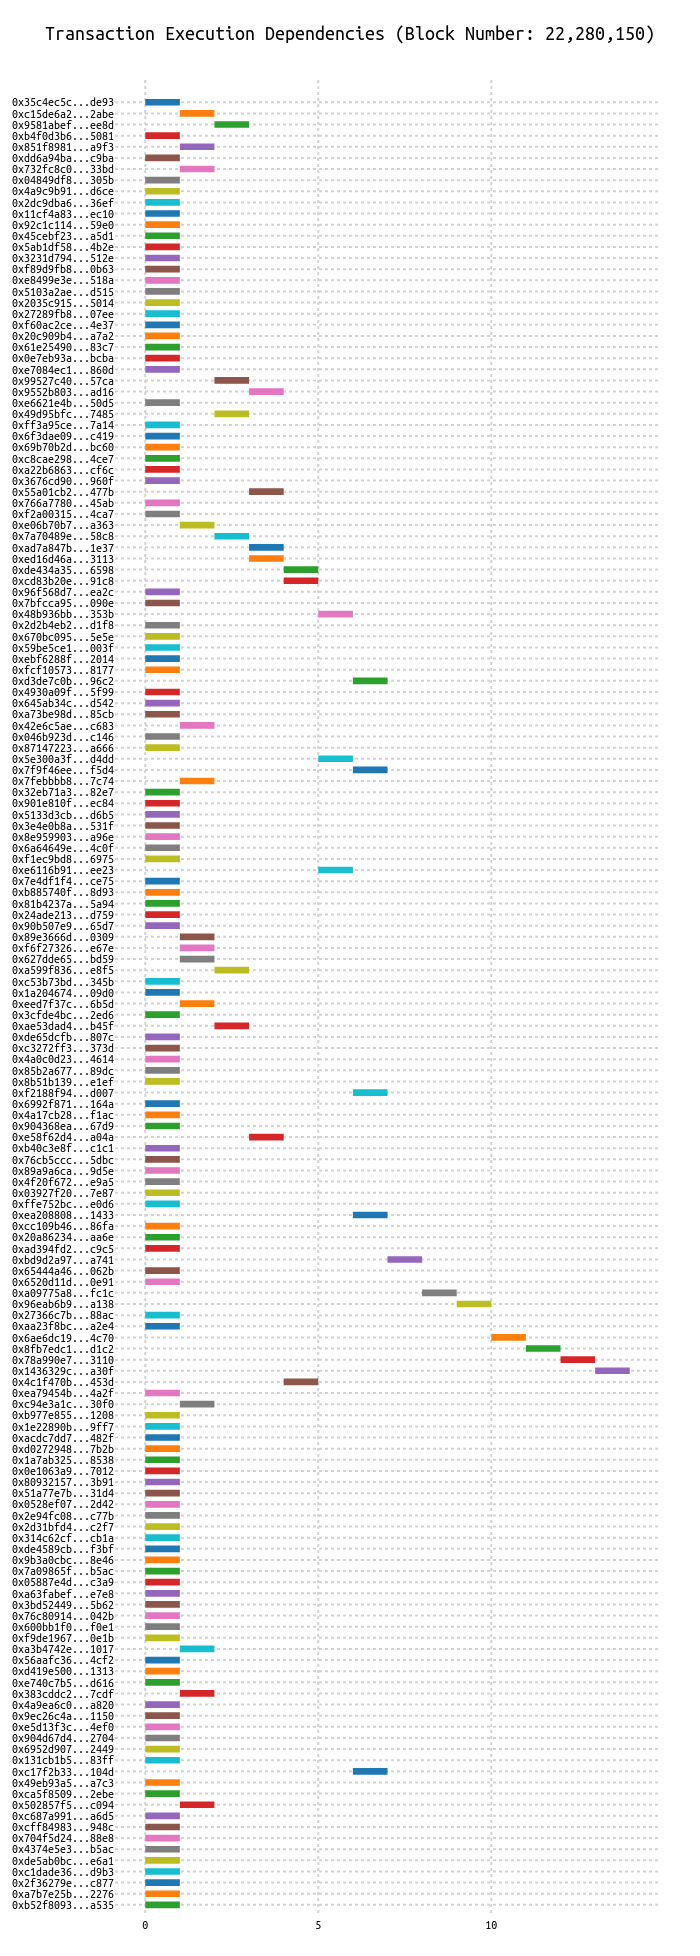 Transaction Execution Dependencies (Block Number: 22,280,150)
0x35c4ec5c...de93
0xc15de6a2...2abe
0x9581abef...ee8d
0xb4f0d3b6...5081
0x851f8981...a9f3
0xdd6a94ba...c9ba
0x732fc8c0...33bd
0x04849df8...305b
0x4a9c9b91...d6ce
0x2dc9dba6...36ef
0x11cf4a83...ec10
0x92c1c114...59e0
0x45cebf23...a5d1
0x5ab1df58...4b2e
0x3231d794...512e
0xf89d9fb8...0b63
0xe8499e3e...518a
0x5103a2ae...d515
0x2035c915...5014
0x27289fb8...07ee
0xf60ac2ce...4e37
0x20c909b4...a7a2
0x61e25490...83c7
0x0e7eb93a...bcba
0xe7084ec1...860d
0x99527c40...57ca
0x9552b803...ad16
0xe6621e4b...50d5
0x49d95bfc...7485
0xff3a95ce...7a14
0x6f3dae09...c419
0x69b70b2d...bc60
0xc8cae298...4ce7
0xa22b6863...cf6c
0x3676cd90...960f
0x55a01cb2...477b
0x766a7780...45ab
0xf2a00315...4ca7
0xe06b70b7...a363
0x7a70489e...58c8
0xad7a847b...1e37
0xed16d46a...3113
0xde434a35...6598
0xcd83b20e...91c8
0x96f568d7...ea2c
0x7bfcca95...090e
0x48b936bb...353b
0x2d2b4eb2...d1f8
0x670bc095...5e5e
0x59be5ce1...003f
0xebf6288f...2014
0xfcf10573...8177
0xd3de7c0b...96c2
0x4930a09f...5f99
0x645ab34c...d542
0xa73be98d...85cb
0x42e6c5ae...c683
0x046b923d...c146
0x87147223...a666
0x5e300a3f...d4dd
0x7f9f46ee...f5d4
0x7febbbb8...7c74
0x32eb71a3...82e7
0x901e810f...ec84
0x5133d3cb...d6b5
0x3e4e0b8a...531f
0x8e959903...a96e
0x6a64649e...4c0f
0xf1ec9bd8...6975
0xe6116b91...ee23
0x7e4df1f4...ce75
0xb885740f...8d93
0x81b4237a...5a94
0x24ade213...d759
0x90b507e9...65d7
0x89e3666d...0309
0xf6f27326...e67e
0x627dde65...bd59
0xa599f836...e8f5
0xc53b73bd...345b
0x1a204674...09d0
0xeed7f37c...6b5d
0x3cfde4bc...2ed6
0xae53dad4...b45f
0xde65dcfb...807c
0xc3272ff3...373d
0x4a0c0d23...4614
0x85b2a677...89dc
0x8b51b139...e1ef
0xf2188f94...d007
0x6992f871...164a
0x4a17cb28...f1ac
0x904368ea...67d9
0xe58f62d4...a04a
0xb40c3e8f...c1c1
0x76cb5ccc...5dbc
0x89a9a6ca...9d5e
0x4f20f672...e9a5
0x03927f20...7e87
0xffe752bc...e0d6
0xea208808...1433
0xcc109b46...86fa
0x20a86234...aa6e
0xad394fd2...c9c5
0xbd9d2a97...a741
0x65444a46...062b
0x6520d11d...0e91
0xa09775a8...fc1c
0x96eab6b9...a138
0x27366c7b...88ac
0xaa23f8bc...a2e4
0x6ae6dc19...4c70
0x8fb7edc1...d1c2
0x78a990e7...3110
0x1436329c...a30f
0x4c1f470b...453d
0xea79454b...4a2f
0xc94e3a1c...30f0
0xb977e855...1208
0x1e22890b...9ff7
0xacdc7dd7...482f
0xd0272948...7b2b
0x1a7ab325...8538
0x0e1063a9...7012
0x80932157...3b91
0x51a77e7b...31d4
0x0528ef07...2d42
0x2e94fc08...c77b
0x2d31bfd4...c2f7
0x314c62cf...cb1a
0xde4589cb...f3bf
0x9b3a0cbc...8e46
0x7a09865f...b5ac
0x05887e4d...c3a9
0xa63fabef...e7e8
0x3bd52449...5b62
0x76c80914...042b
0x600bb1f0...f0e1
0xf9de1967...0e1b
0xa3b4742e...1017
0x56aafc36...4cf2
0xd419e500...1313
0xe740c7b5...d616
0x383cddc2...7cdf
0x4a9ea6c0...a820
0x9ec26c4a...1150
0xe5d13f3c...4ef0
0x904d67d4...2704
0x6952d907...2449
0x131cb1b5...83ff
0xc17f2b33...104d
0x49eb93a5...a7c3
0xca5f8509...2ebe
0x502857f5...c094
0xc687a991...a6d5
0xcff84983...948c
0x704f5d24...88e8
0x4374e5e3...b5ac
0xde5ab0bc...e6a1
0xc1dade36...d9b3
0x2f36279e...c877
0xa7b7e25b...2276
0xb52f8093...a535
0 5 10